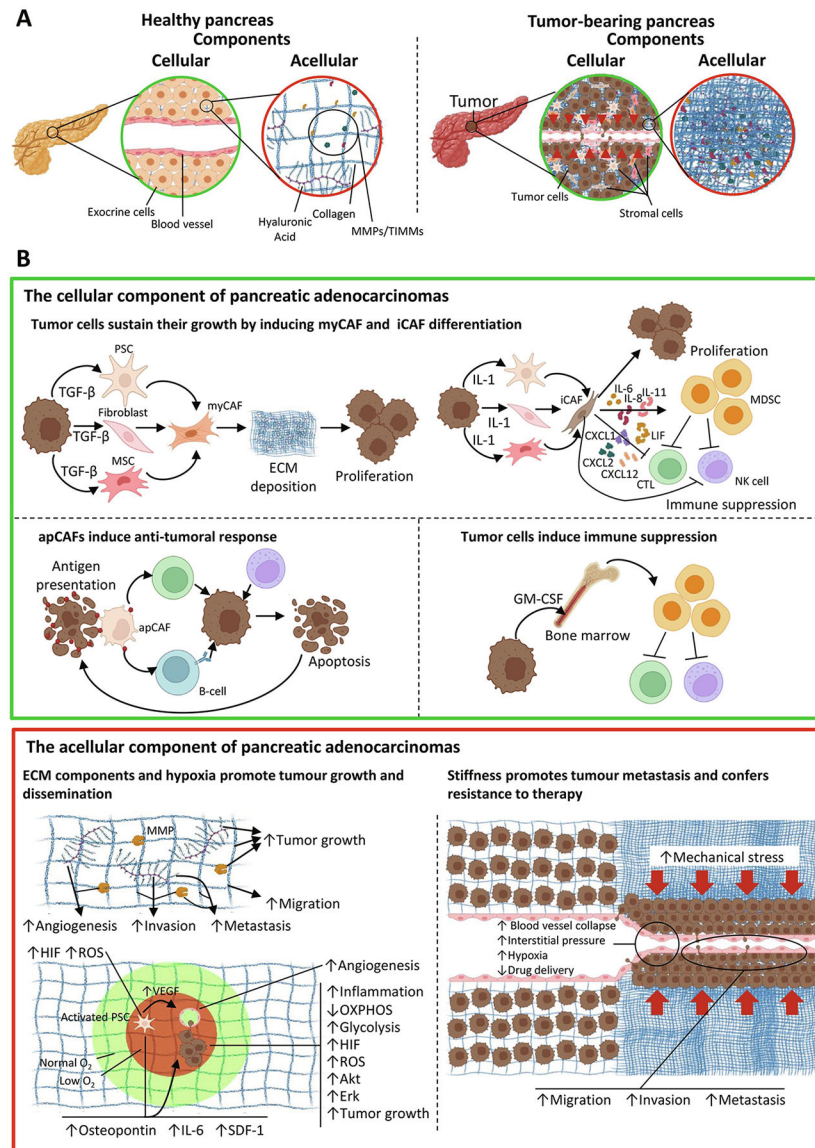 A
Healthy pancreas
Components
Cellular
Acellular
Exocrine cells
Blood vessel
Hyaluronic
Acid
Collagen
MMPs/TIMMs
Tumor-bearing pancreas
Components
Cellular
Acellular
Tumor
Tumor cells
Stromal cells
B
The cellular component of pancreatic adenocarcinomas
Tumor cells sustain their growth by inducing myCAF and iCAF differentiation
PSC
TGF-β
Fibroblast
TGF-β
MSC
TGF-β
myCAF
ECM
deposition
Proliferation
IL-1
IL-1
IL-1
iCAF
Proliferation
IL-6
IL-8
IL-11
MDSC
CXCL1
LIF
CXCL2
CXCL12
CTL
NK cell
Immune suppression
apCAFs induce anti-tumoral response
Antigen
presentation
apCAF
B-cell
Apoptosis
Tumor cells induce immune suppression
GM-CSF
Bone marrow
The acellular component of pancreatic adenocarcinomas
ECM components and hypoxia promote tumour growth and
dissemination
MMP
↑Tumor growth
↑Migration
↑Angiogenesis
↑Invasion
↑Metastasis
↑HIF ↑ROS
↑VEGF
Activated PSC
Normal O₂
Low O₂
↑Angiogenesis
↑Inflammation
↓OXPHOS
↑Glycolysis
↑HIF
↑ROS
↑Akt
↑Erk
↑Tumor growth
↑Osteopontin ↑IL-6 ↑SDF-1
Stiffness promotes tumour metastasis and confers
resistance to therapy
↑Mechanical stress
↑ Blood vessel collapse
↑Interstitial pressure
↑Hypoxia
↓Drug delivery
↑Migration ↑Invasion ↑Metastasis